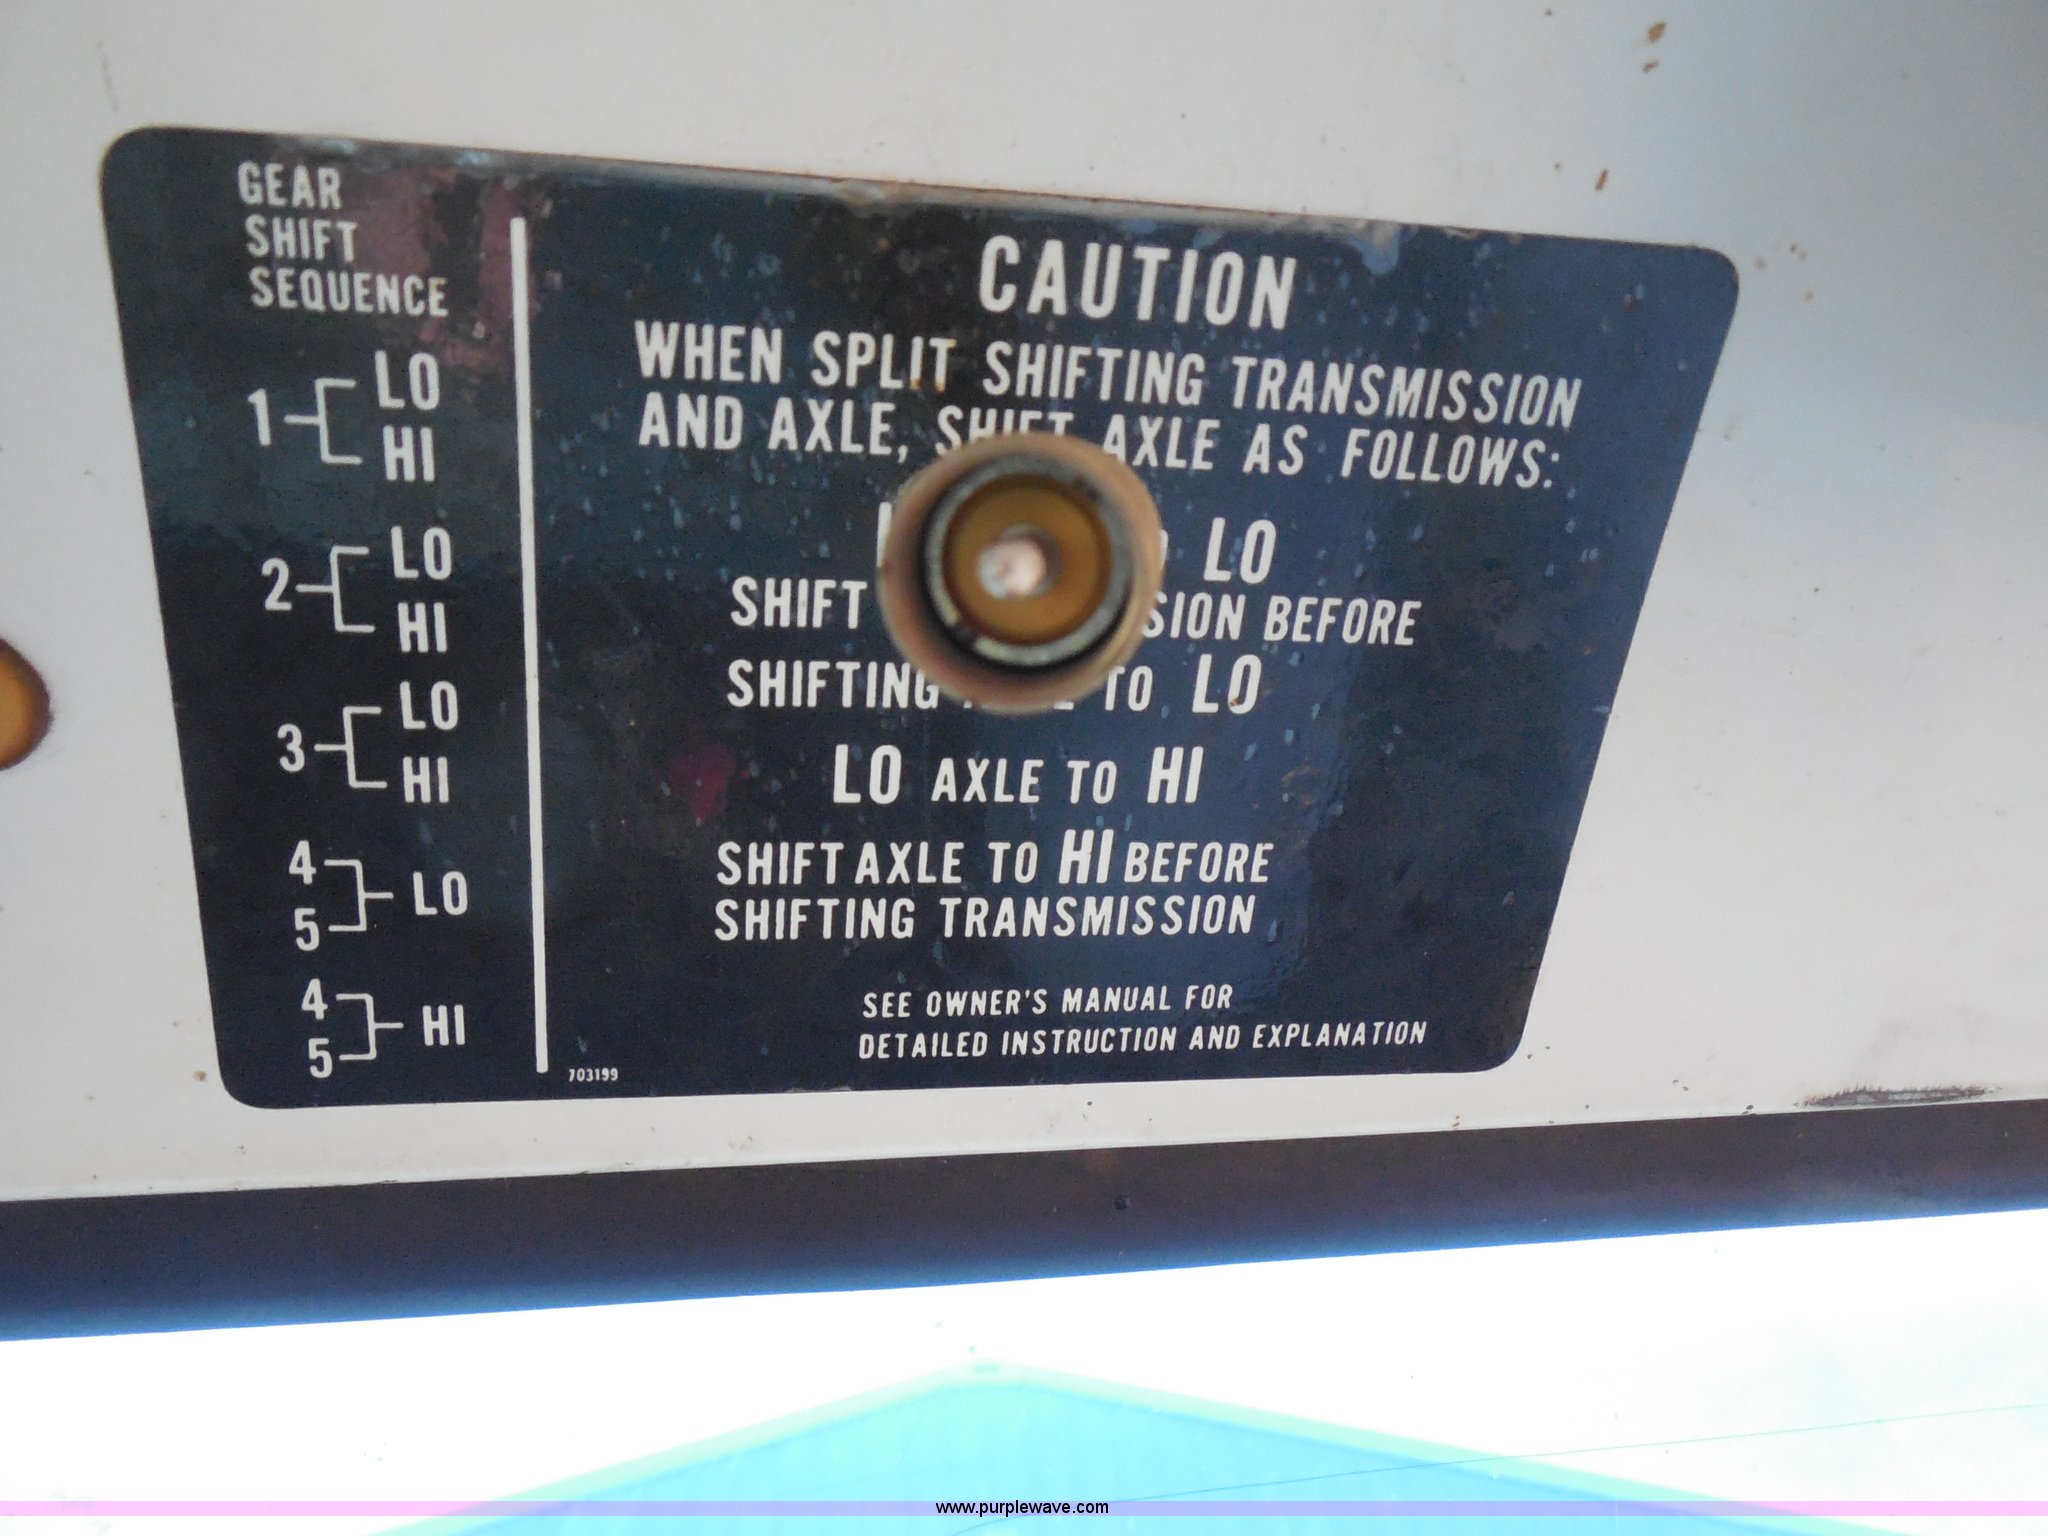 GEAR
SHIFT
SEQUENCE
1 LO
HI
2 LO
HI
3 LO
HI
4
5 LO
4
5 HI
CAUTION
WHEN SPLIT SHIFTING TRANSMISSION
AND AXLE, SHIFT AXLE AS FOLLOWS:
LO
SHIFT BEFORE
SHIFTING TO LO
LO AXLE TO HI
SHIFT AXLE TO HI BEFORE
SHIFTING TRANSMISSION
SEE OWNER'S MANUAL FOR
DETAILED INSTRUCTION AND EXPLANATION
703199
www.purplewave.com